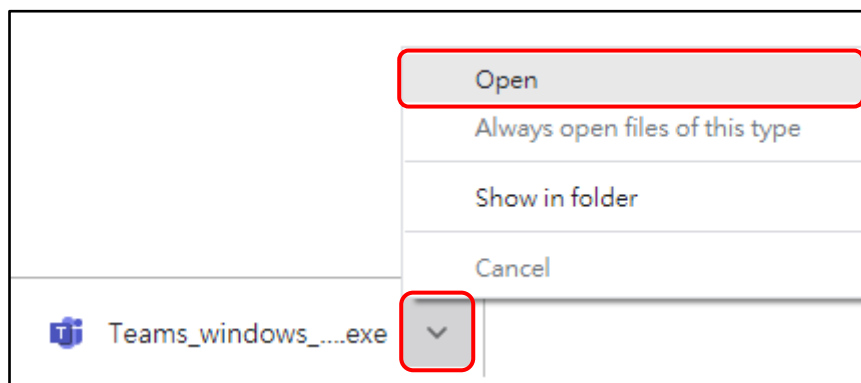 Open
Always open files of this type
Show in folder
Cancel
Teams_windows_....exe